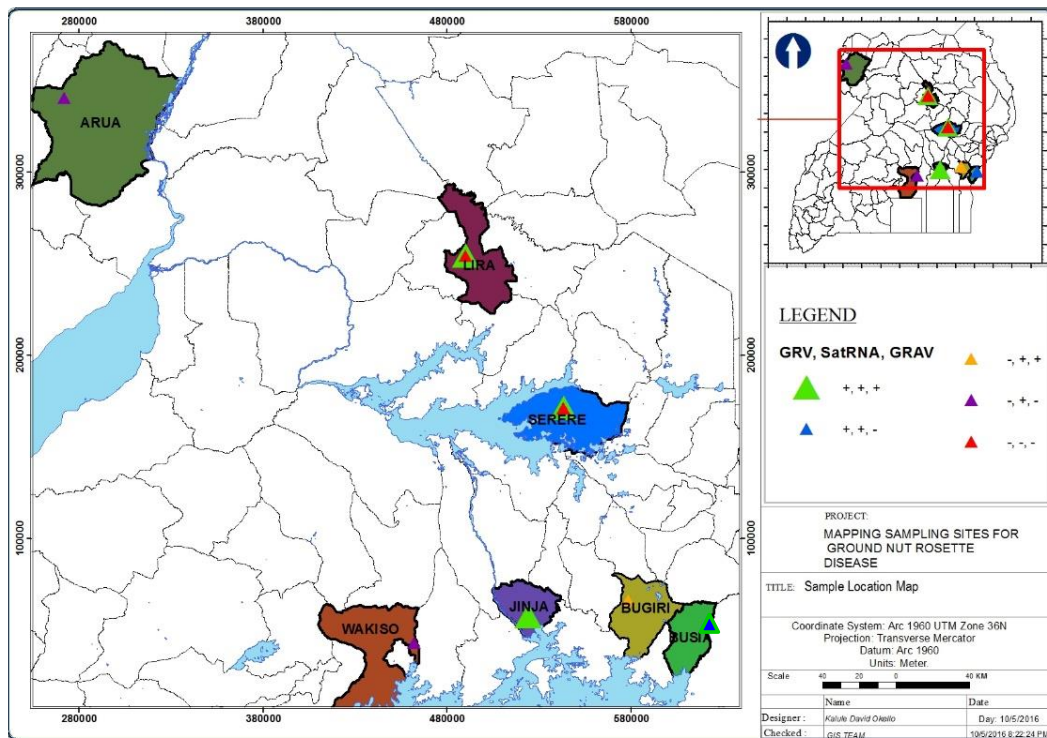 280000 380000 480000 580000
300000
200000
100000
300000
200000
100000
ARUA
LIRA
SERERE
JINJA
BUGIRI
BUSIA
WAKISO
280000 380000 480000 580000
LEGEND
GRV, SatRNA, GRAV
+, +, +
+, +, -
-, +, +
-, +, -
-, -, -
PROJECT:
MAPPING SAMPLING SITES FOR
GROUND NUT ROSETTE
DISEASE
TITLE: Sample Location Map
Coordinate System: Arc 1960 UTM Zone 36N
Projection: Transverse Mercator
Datum: Arc 1960
Units: Meter.
Scale 40 20 0 40 KM
Name Date
Designer : Kalule David Okello Day: 10/5/2016
Checked : GIS TEAM 10/5/2016 8:22:24 PM